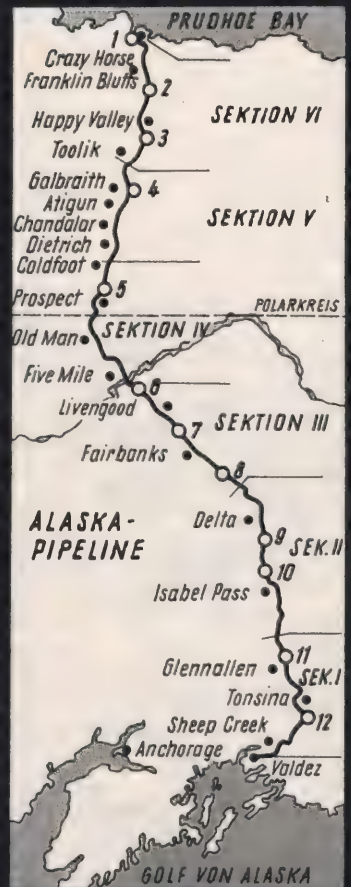 PRUDHOE BAY
1
Crazy Horse
Franklin Bluffs
2
SEKTION VI
Happy Valley
3
Toolik
Galbraith
4
Atigun
SEKTION V
Chandalar
Dietrich
Coldfoot
5
Prospect
POLARKREIS
SEKTION IV
Old Man
Five Mile
6
Livengood
SEKTION III
7
Fairbanks
8
ALASKA-
PIPELINE
Delta
9
SEK. II
10
Isabel Pass
11
Glennallen
SEK. I
Tonsina
12
Sheep Creek
Anchorage
Valdez
GOLF VON ALASKA